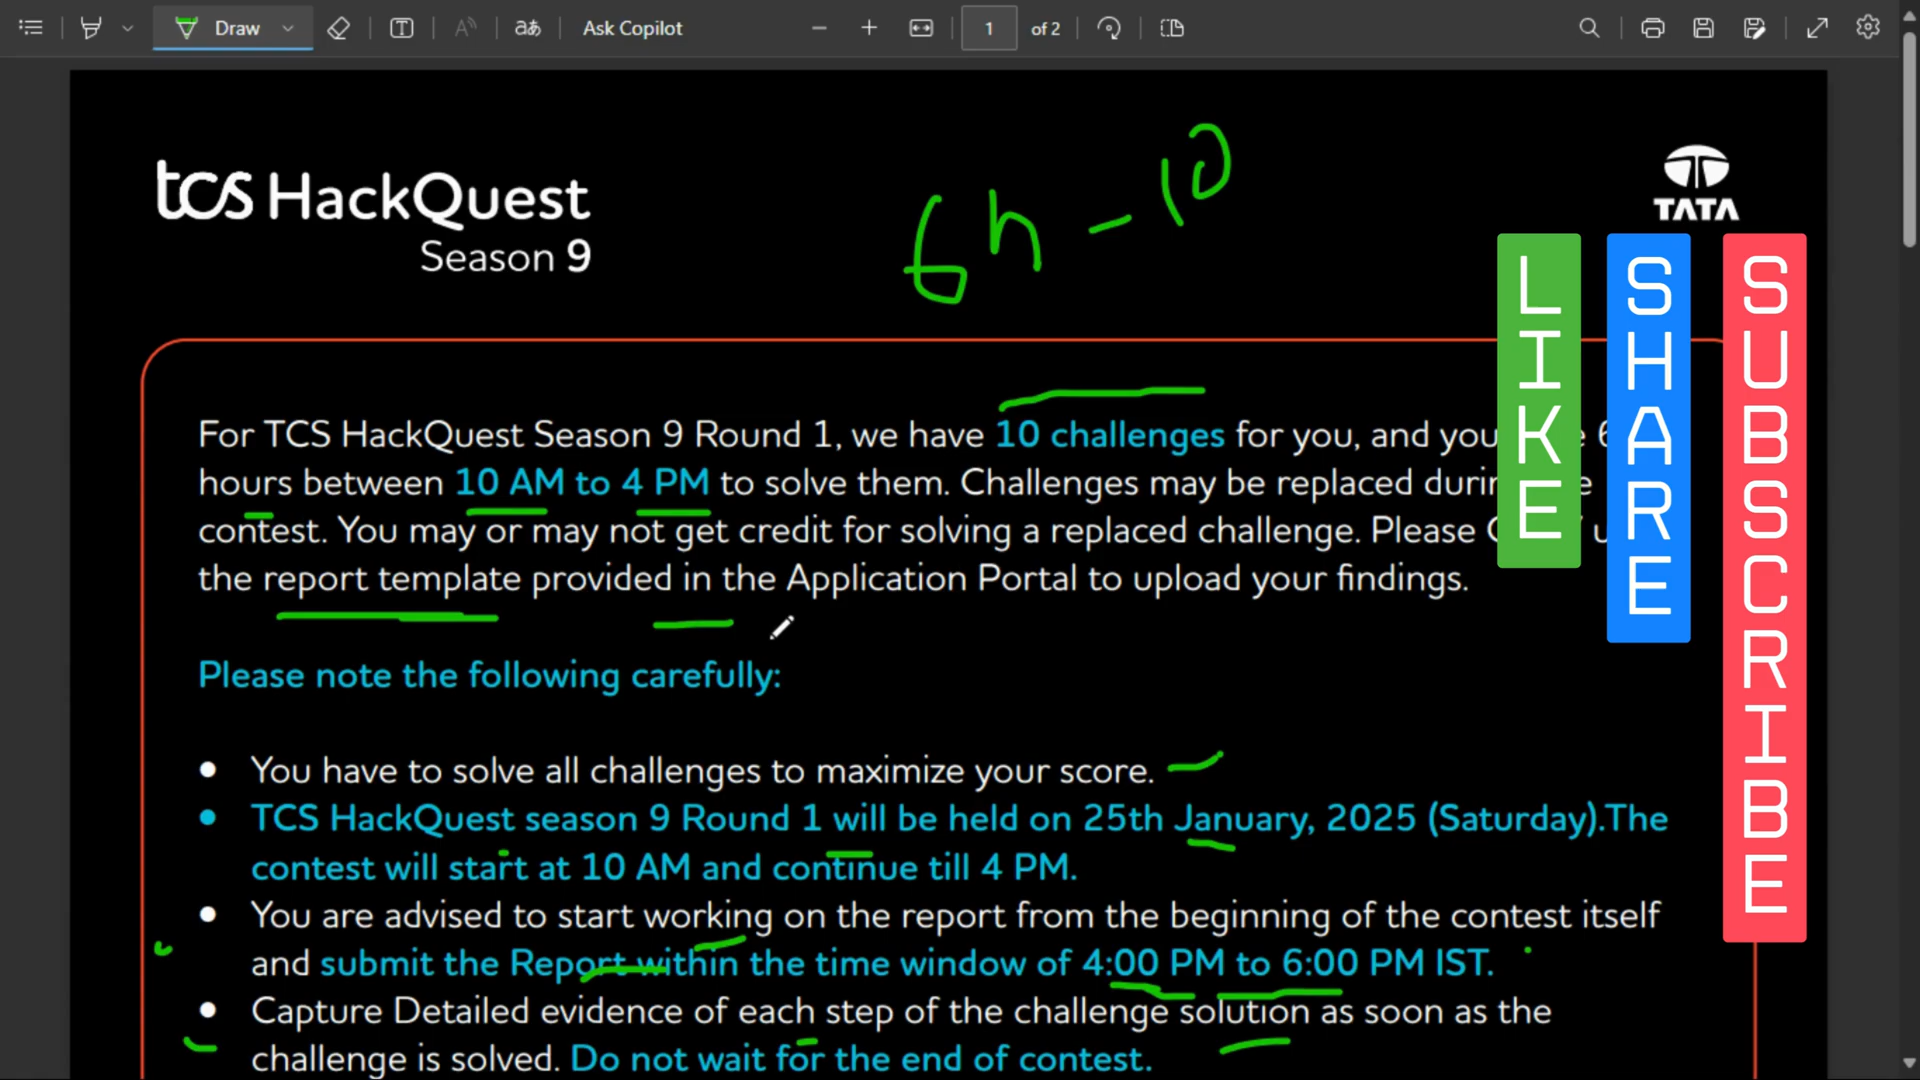 Draw
Ask Copilot
1 of 2
tcs HackQuest
Season 9
6h - 10
TATA
LIKE
SHARE
SUBSCRIBE
For TCS HackQuest Season 9 Round 1, we have 10 challenges for you, and you 6
hours between 10 AM to 4 PM to solve them. Challenges may be replaced
contest. You may or may not get credit for solving a replaced challenge. Please
the report template provided in the Application Portal to upload your findings.
Please note the following carefully:
You have to solve all challenges to maximize your score.
TCS HackQuest season 9 Round 1 will be held on 25th January, 2025 (Saturday).The
contest will start at 10 AM and continue till 4 PM.
You are advised to start working on the report from the beginning of the contest itself
and submit the Report within the time window of 4:00 PM to 6:00 PM IST.
Capture Detailed evidence of each step of the challenge solution as soon as the
challenge is solved. Do not wait for the end of contest.